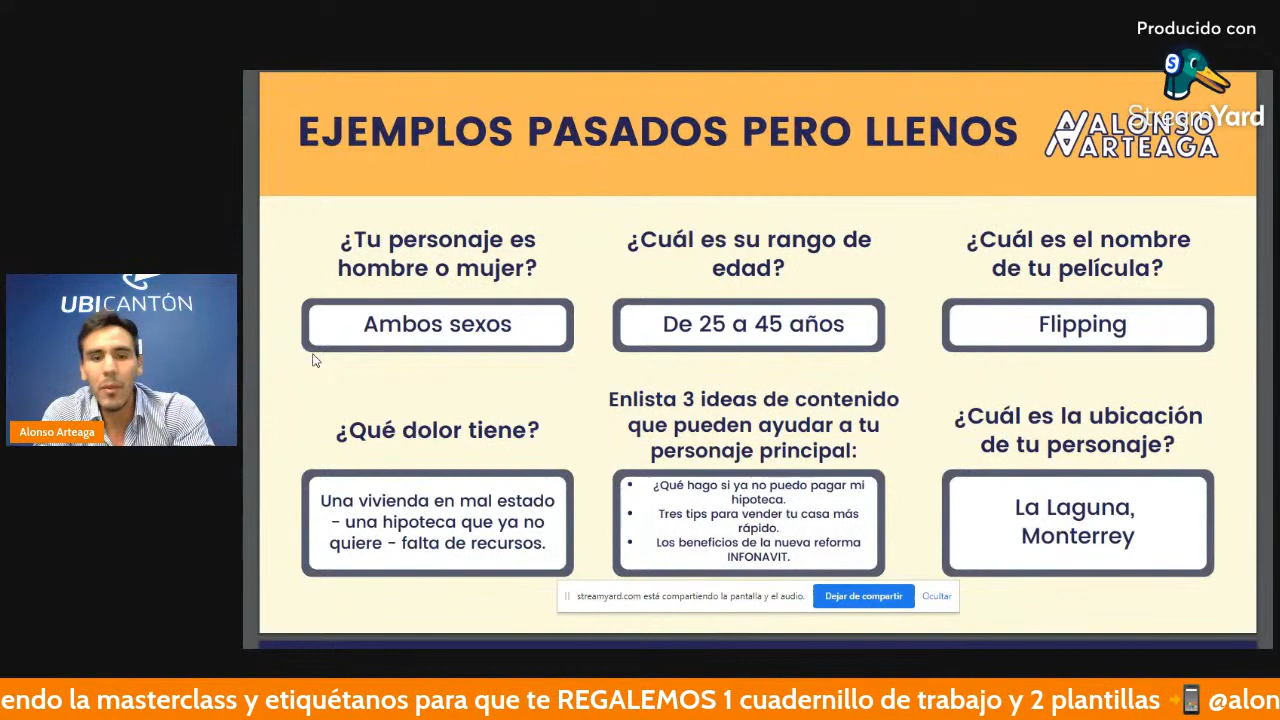 Producido con
StreamYard
EJEMPLOS PASADOS PERO LLENOS
ALONSO
ARTEAGA
¿Tu personaje es
hombre o mujer?
Ambos sexos
¿Cuál es su rango de
edad?
De 25 a 45 años
¿Cuál es el nombre
de tu película?
Flipping
¿Qué dolor tiene?
Una vivienda en mal estado
- una hipoteca que ya no
quiere - falta de recursos.
Enlista 3 ideas de contenido
que pueden ayudar a tu
personaje principal:
• ¿Qué hago si ya no puedo pagar mi
hipoteca.
• Tres tips para vender tu casa más
rápido.
• Los beneficios de la nueva reforma
INFONAVIT.
¿Cuál es la ubicación
de tu personaje?
La Laguna,
Monterrey
UBICANTÓN
Alonso Arteaga
streamyard.com está compartiendo la pantalla y el audio.
Dejar de compartir
Ocultar
endo la masterclass y etiquétanos para que te REGALEMOS 1 cuadernillo de trabajo y 2 plantillas @alon